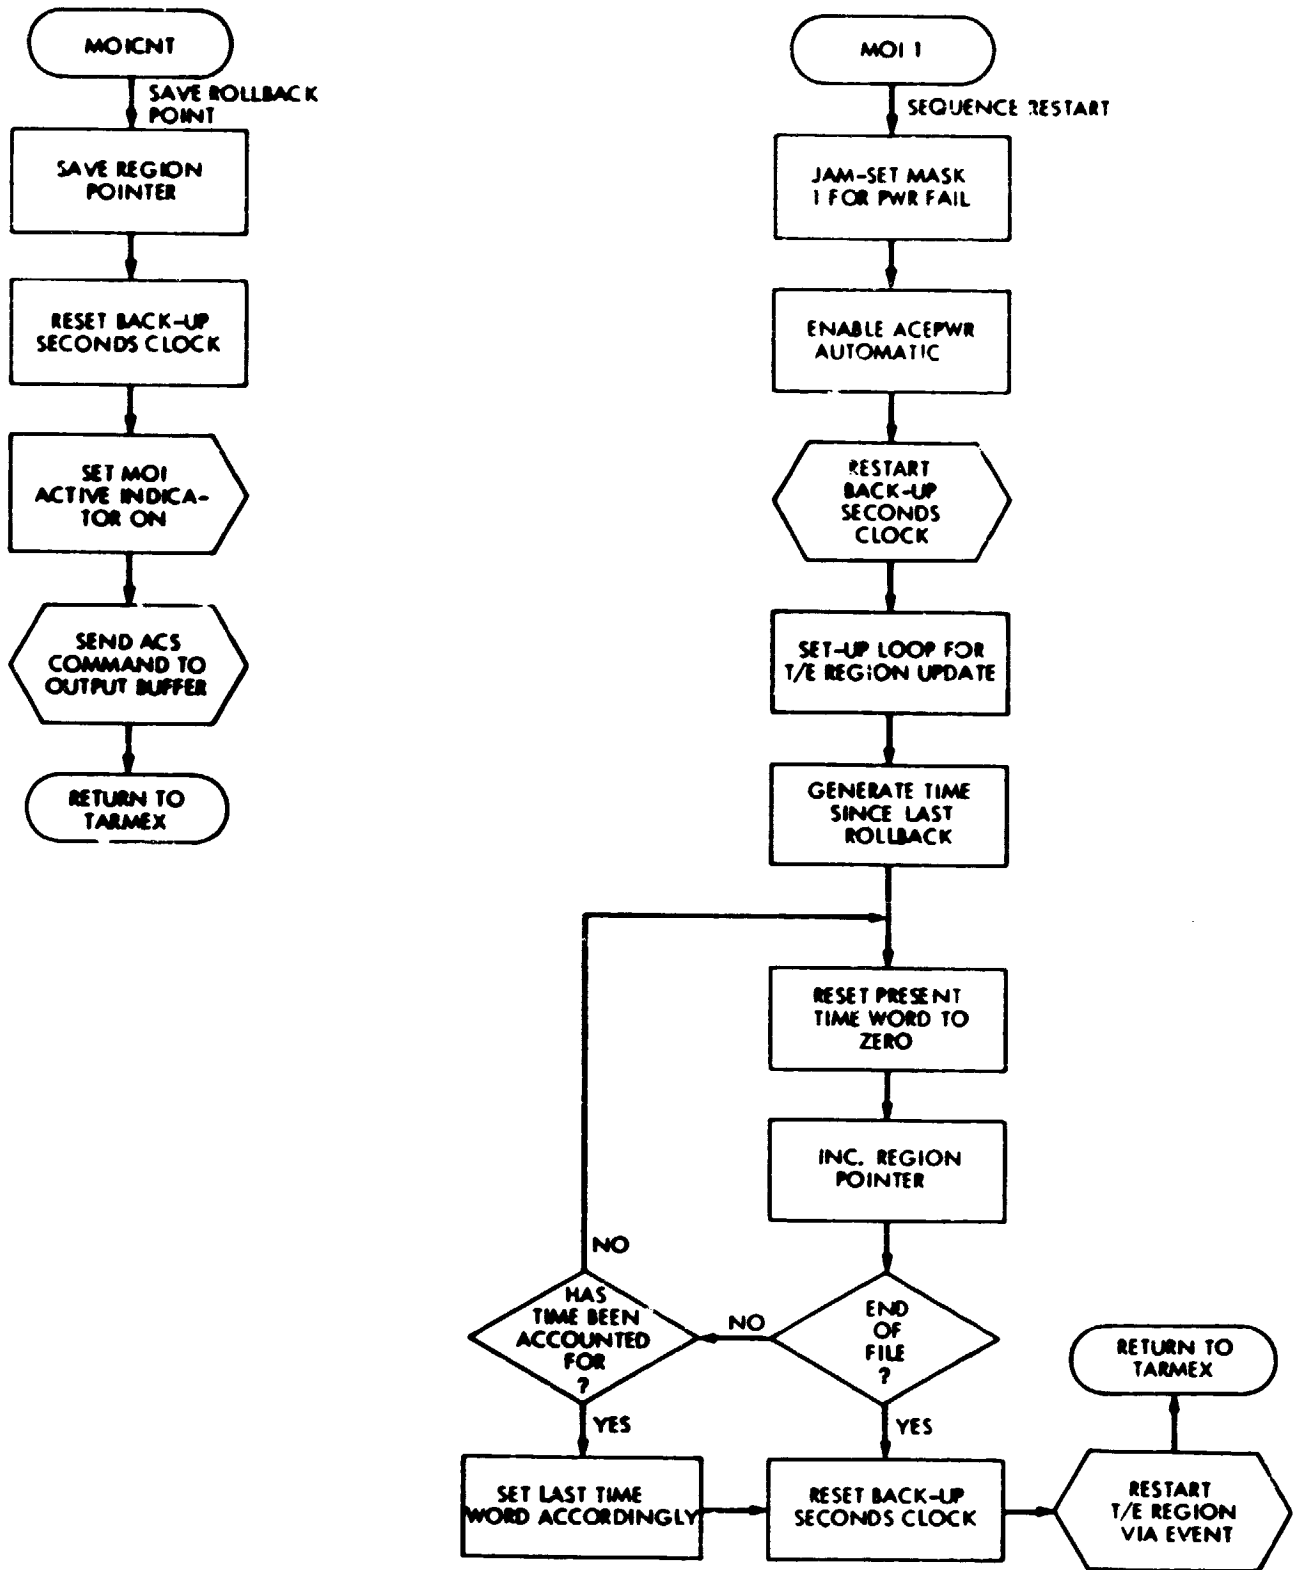 MOICNT
SAVE ROLLBACK
POINT
SAVE REGION
POINTER
RESET BACK-UP
SECONDS CLOCK
SET MOI
ACTIVE INDICA-
TOR ON
SEND ACS
COMMAND TO
OUTPUT BUFFER
RETURN TO
TARMEX
MOI 1
SEQUENCE RESTART
JAM-SET MASK
1 FOR PWR FAIL
ENABLE ACEPWR
AUTOMATIC
RESTART
BACK-UP
SECONDS
CLOCK
SET-UP LOOP FOR
T/E REGION UPDATE
GENERATE TIME
SINCE LAST
ROLLBACK
RESET PRESENT
TIME WORD TO
ZERO
INC. REGION
POINTER
END
OF
FILE
?
NO
HAS
TIME BEEN
ACCOUNTED
FOR
?
NO
YES
SET LAST TIME
WORD ACCORDINGLY
YES
RESET BACK-UP
SECONDS CLOCK
RESTART
T/E REGION
VIA EVENT
RETURN TO
TARMEX